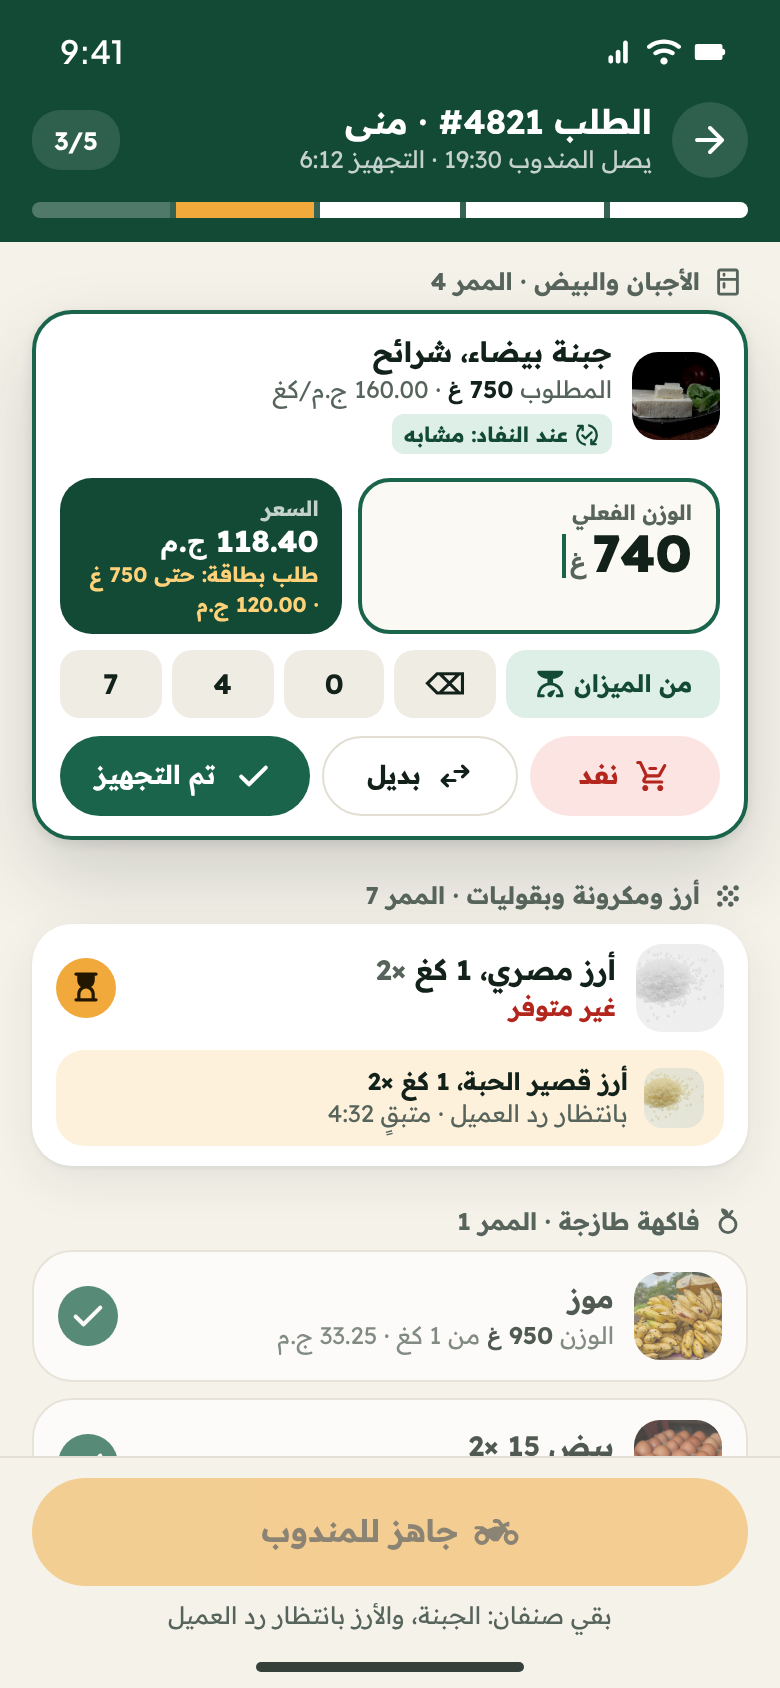 9:41
الطلب #4821 · منى
يصل المندوب 19:30 · التجهيز 6:12
3/5
الأجبان والبيض · الممر 4
جبنة بيضاء، شرائح
المطلوب 750 غ · 160.00 ج.م/كغ
عند النفاد: مشابه
الوزن الفعلي
740 غ
السعر
118.40 ج.م
طلب بطاقة: حتى 750 غ
· 120.00 ج.م
من الميزان
⌫
0
4
7
نفد
بديل
تم التجهيز
أرز ومكرونة وبقوليات · الممر 7
أرز مصري، 1 كغ ×2
غير متوفر
أرز قصير الحبة، 1 كغ ×2
بانتظار رد العميل · متبقٍ 4:32
فاكهة طازجة · الممر 1
موز
الوزن 950 غ من 1 كغ · 33.25 ج.م
بيض 15 ×2
جاهز للمندوب
بقي صنفان: الجبنة، والأرز بانتظار رد العميل